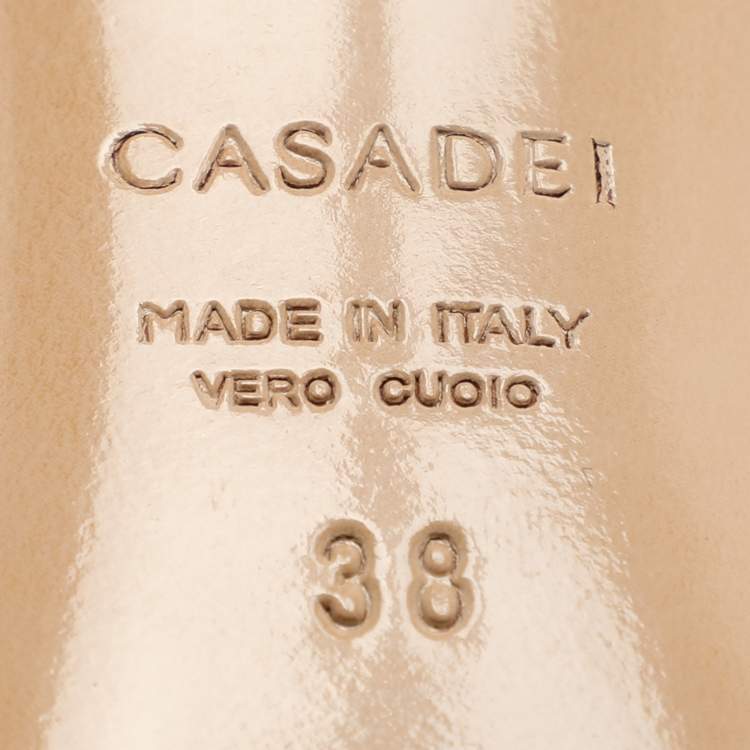 CASADEI
MADE IN ITALY
VERO CUOIO
38